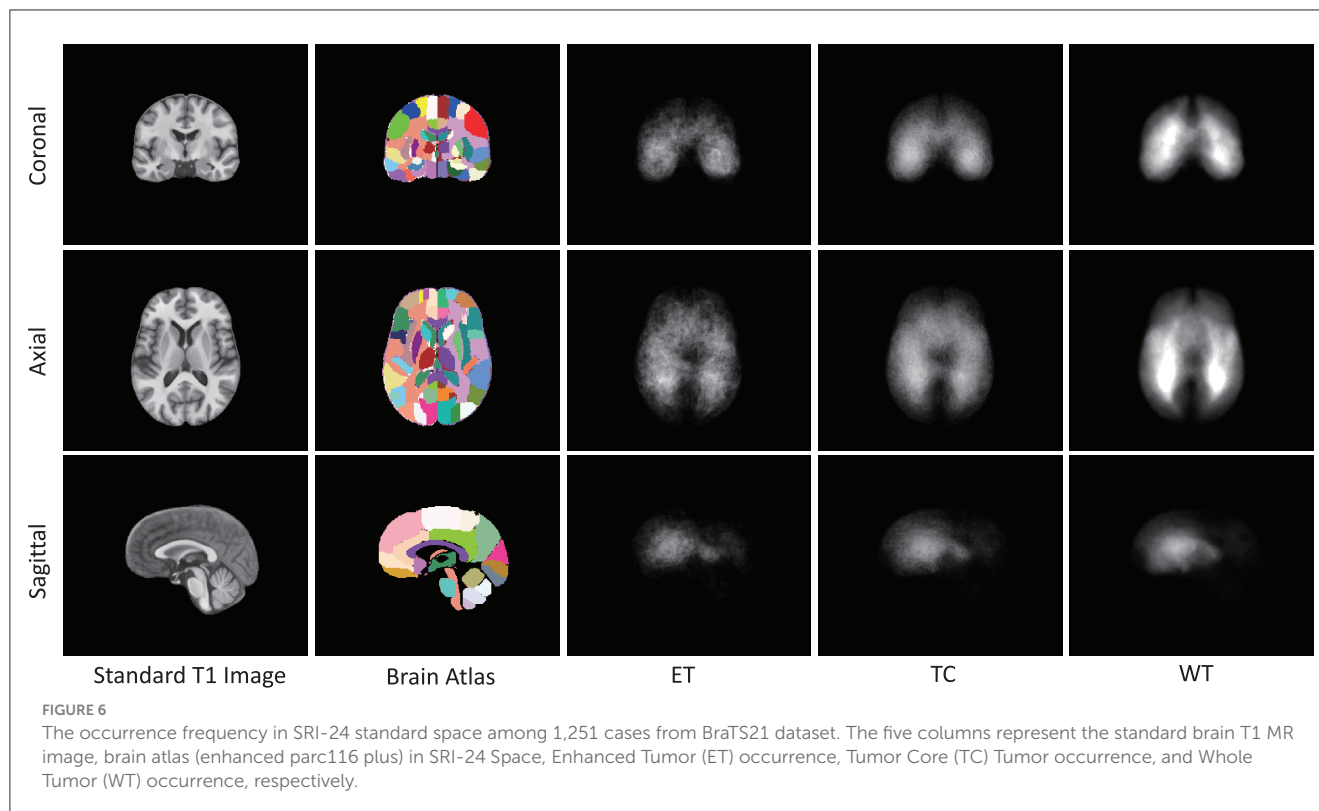 Coronal
Axial
Sagittal
Standard T1 Image
Brain Atlas
ET
TC
WT
FIGURE 6
The occurrence frequency in SRI-24 standard space among 1,251 cases from BraTS21 dataset. The five columns represent the standard brain T1 MR
image, brain atlas (enhanced parc116 plus) in SRI-24 Space, Enhanced Tumor (ET) occurrence, Tumor Core (TC) Tumor occurrence, and Whole
Tumor (WT) occurrence, respectively.